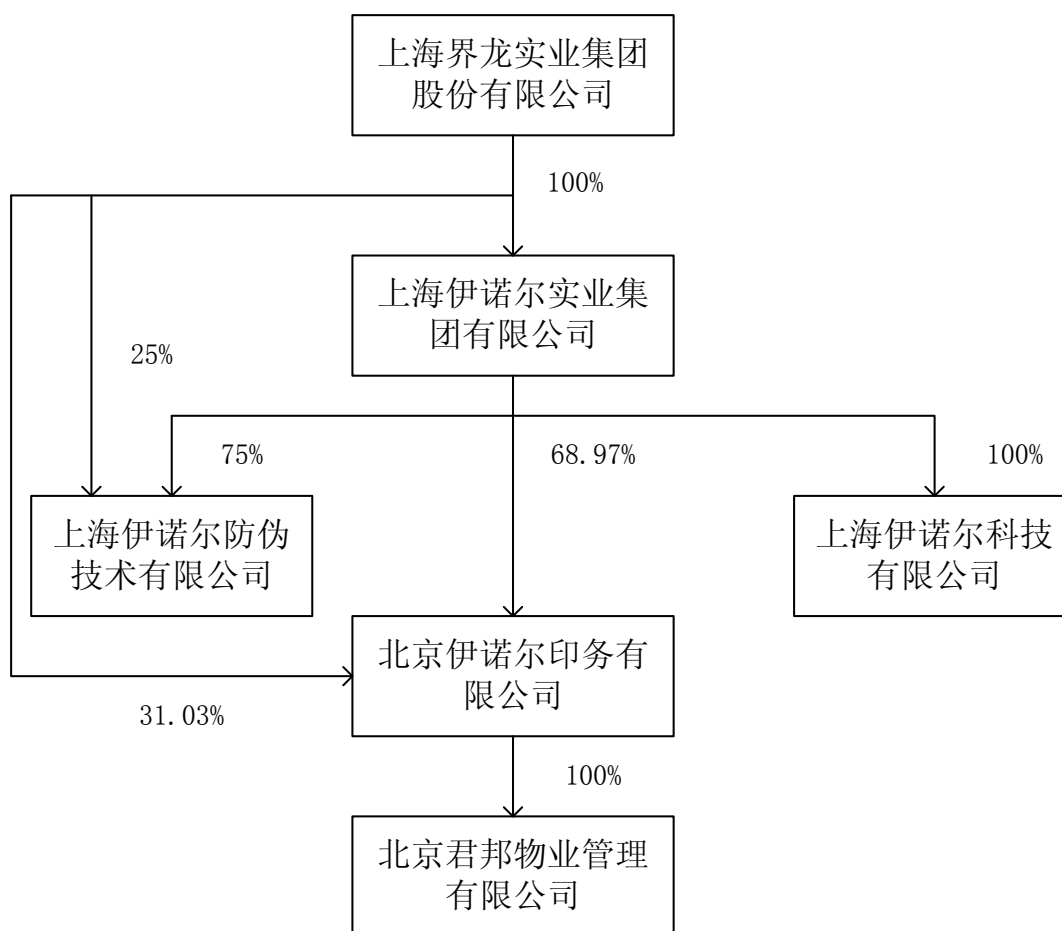 上海界龙实业集团
股份有限公司
100%
上海伊诺尔实业集
团有限公司
25%
75%
68.97%
100%
上海伊诺尔防伪
技术有限公司
上海伊诺尔科技
有限公司
北京伊诺尔印务有
限公司
31.03%
100%
北京君邦物业管理
有限公司